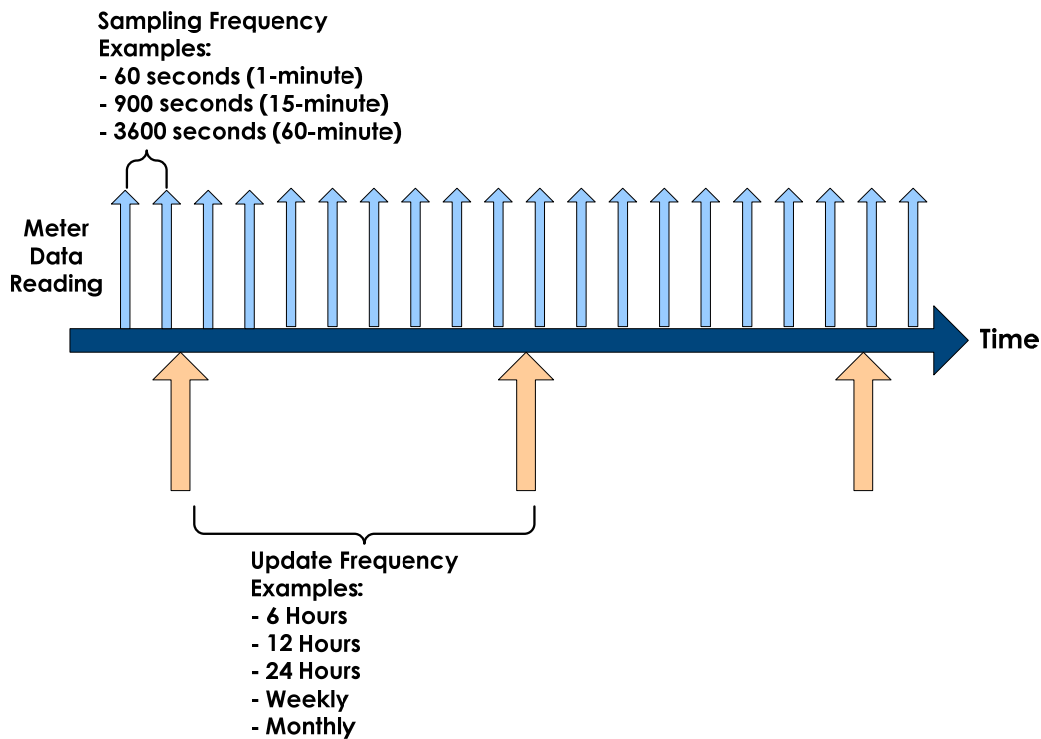 Sampling Frequency
Examples:
- 60 seconds (1-minute)
- 900 seconds (15-minute)
- 3600 seconds (60-minute)
Meter
Data
Reading
Time
Update Frequency
Examples:
- 6 Hours
- 12 Hours
- 24 Hours
- Weekly
- Monthly